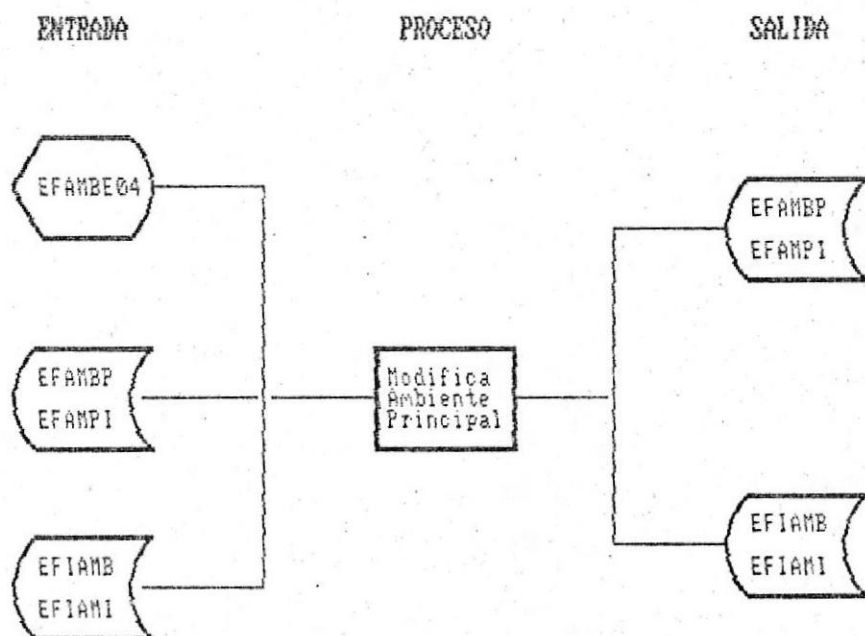 ENTRADA PROCESO SALIDA
EFAMBE04
EFAMBP
EFAMPI
EFAMBP
EFAMPI
Modifica
Ambiente
Principal
EFIAMB
EFIAMI
EFIAMB
EFIAMI